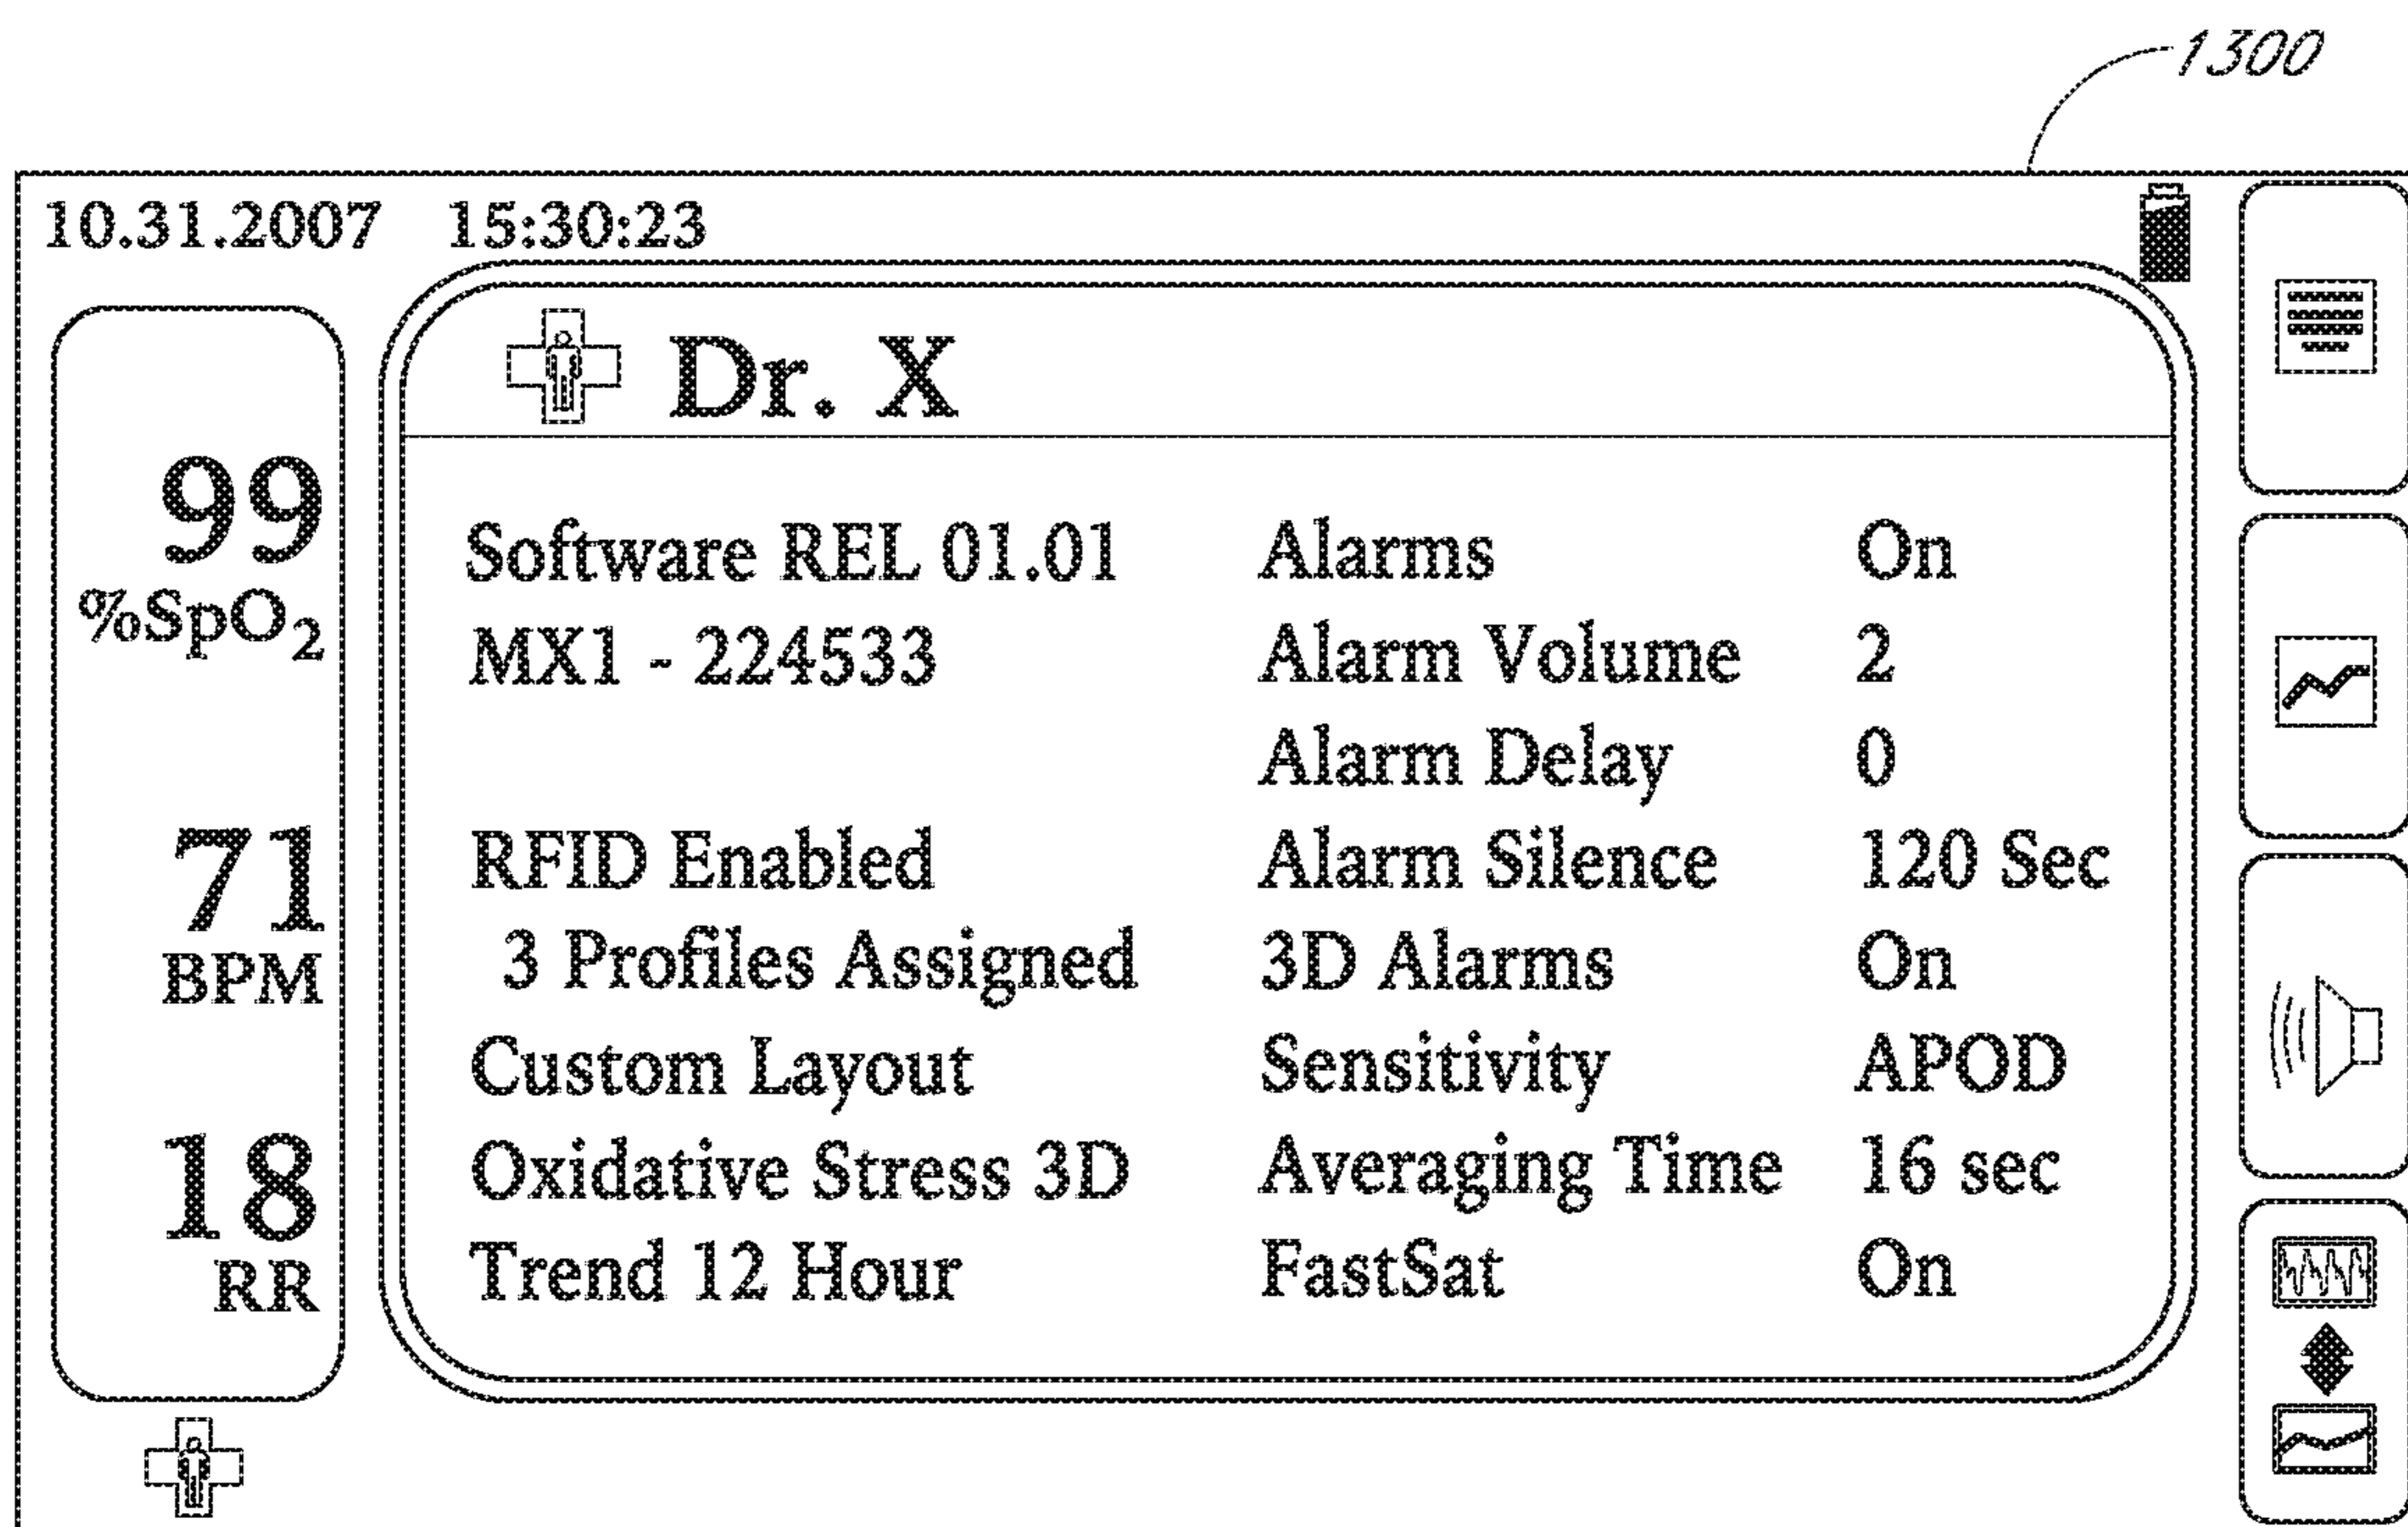 1300
10.31.2007 15:30:23
Dr. X
99
%SpO₂
71
BPM
18
RR
Software REL 01.01
MX1 - 224533
RFID Enabled
3 Profiles Assigned
Custom Layout
Oxidative Stress 3D
Trend 12 Hour
Alarms On
Alarm Volume 2
Alarm Delay 0
Alarm Silence 120 Sec
3D Alarms On
Sensitivity APOD
Averaging Time 16 sec
FastSat On